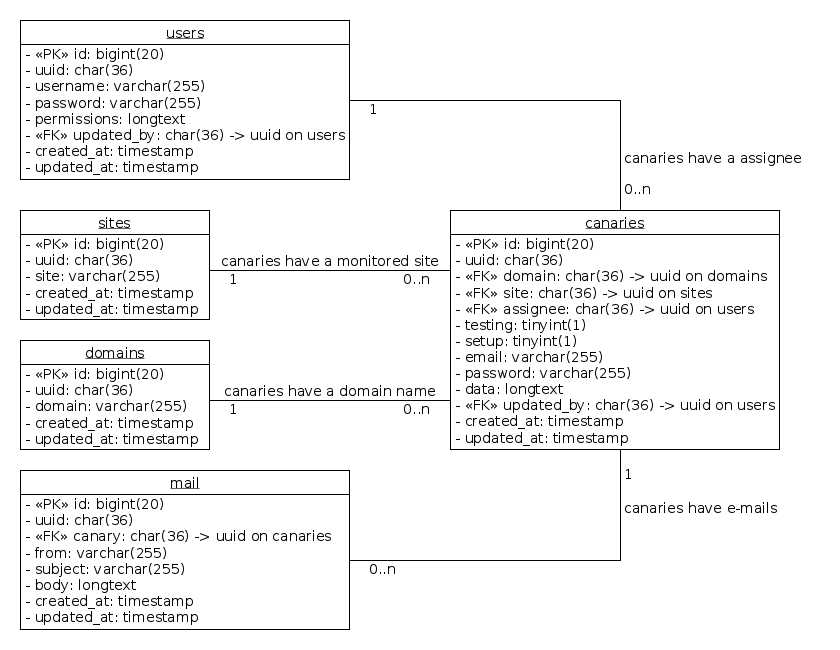 users
- «PK» id: bigint(20)
- uuid: char(36)
- username: varchar(255)
- password: varchar(255)
- permissions: longtext
- «FK» updated_by: char(36) -> uuid on users
- created_at: timestamp
- updated_at: timestamp
1
canaries have a assignee
0..n
sites
- «PK» id: bigint(20)
- uuid: char(36)
- site: varchar(255)
- created_at: timestamp
- updated_at: timestamp
canaries have a monitored site
1
0..n
canaries
- «PK» id: bigint(20)
- uuid: char(36)
- «FK» domain: char(36) -> uuid on domains
- «FK» site: char(36) -> uuid on sites
- «FK» assignee: char(36) -> uuid on users
- testing: tinyint(1)
- setup: tinyint(1)
- email: varchar(255)
- password: varchar(255)
- data: longtext
- «FK» updated_by: char(36) -> uuid on users
- created_at: timestamp
- updated_at: timestamp
domains
- «PK» id: bigint(20)
- uuid: char(36)
- domain: varchar(255)
- created_at: timestamp
- updated_at: timestamp
canaries have a domain name
1
0..n
mail
- «PK» id: bigint(20)
- uuid: char(36)
- «FK» canary: char(36) -> uuid on canaries
- from: varchar(255)
- subject: varchar(255)
- body: longtext
- created_at: timestamp
- updated_at: timestamp
1
canaries have e-mails
0..n